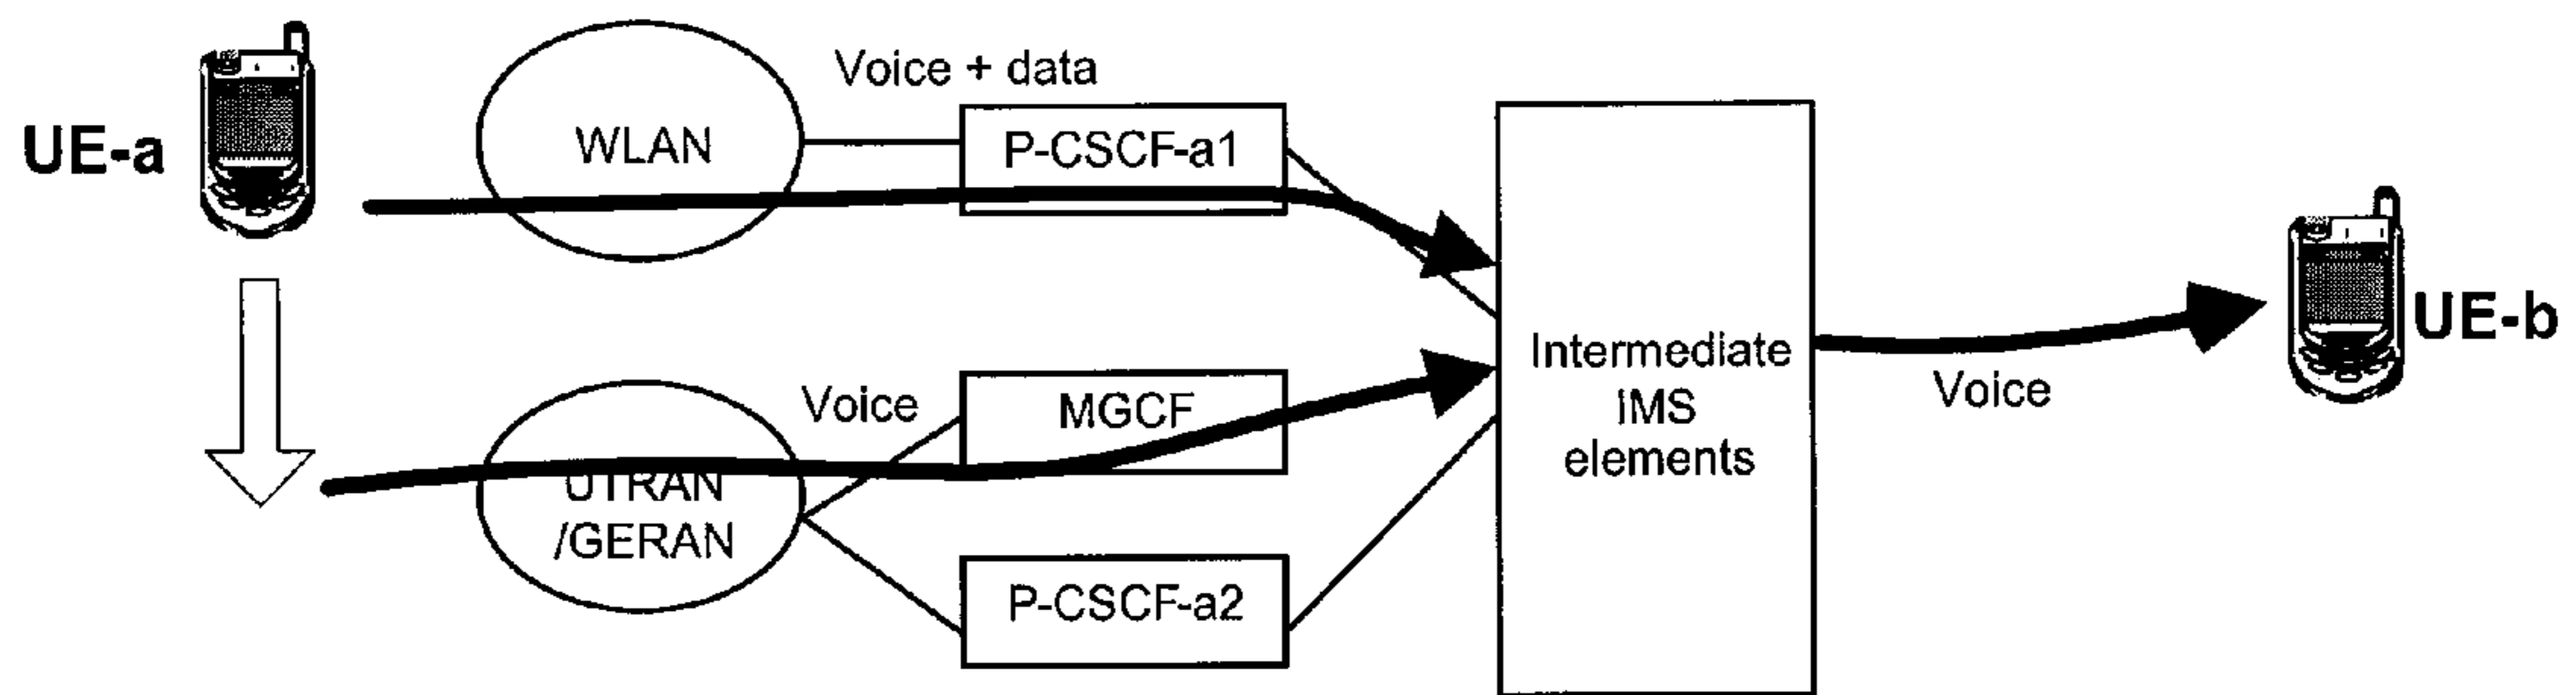 UE-a
WLAN
Voice + data
P-CSCF-a1
UTRAN
/GERAN
Voice
MGCF
P-CSCF-a2
Intermediate
IMS
elements
Voice
UE-b